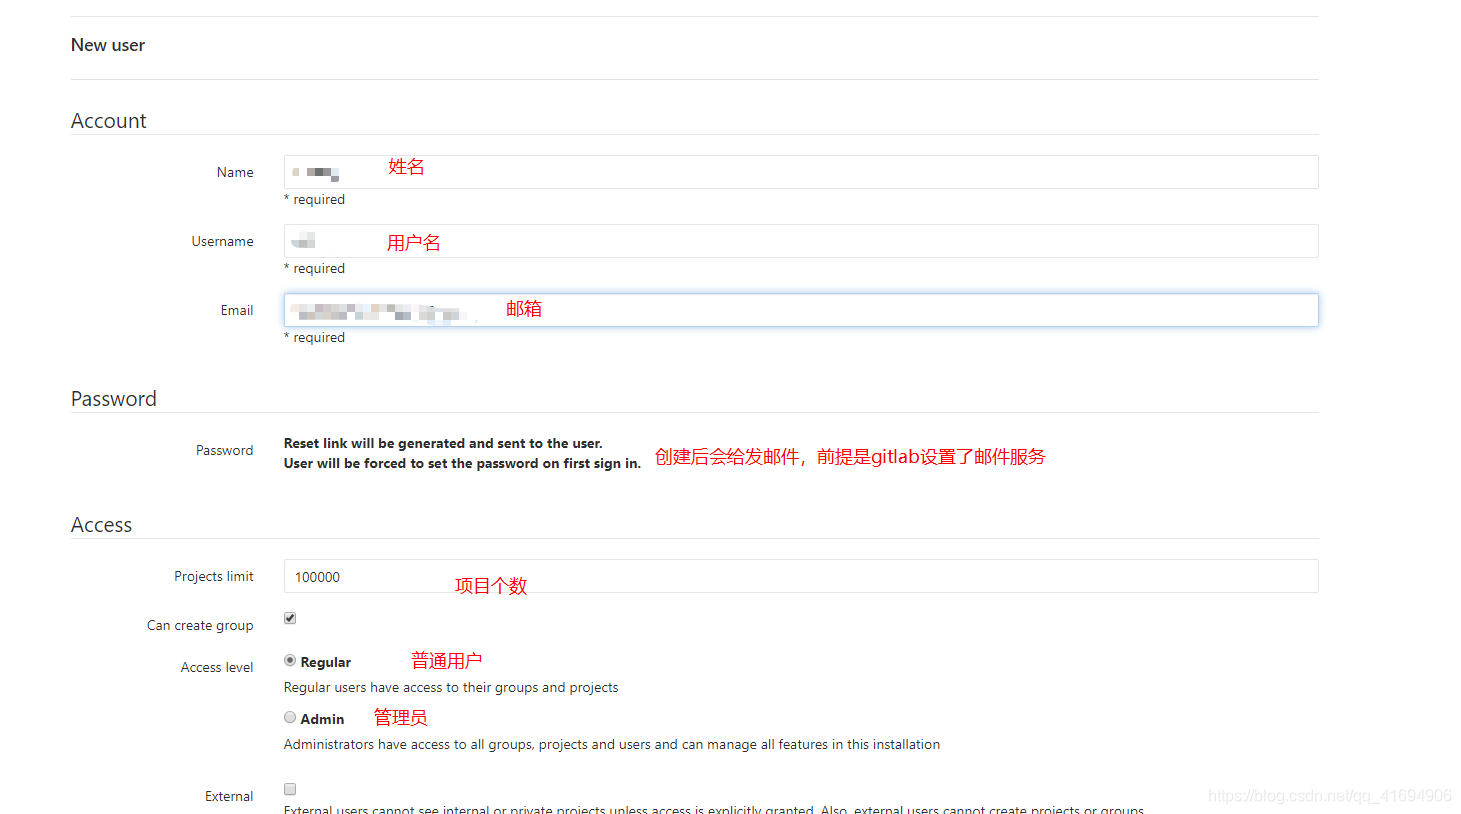 New user
Account
Name
姓名
* required
Username
用户名
* required
Email
邮箱
* required
Password
Password
Reset link will be generated and sent to the user.
User will be forced to set the password on first sign in.
创建后会给发邮件，前提是gitlab设置了邮件服务
Access
Projects limit
100000
项目个数
Can create group
Access level
Regular
普通用户
Regular users have access to their groups and projects
Admin
管理员
Administrators have access to all groups, projects and users and can manage all features in this installation
External
External users cannot see internal or private projects unless access is explicitly granted. Also, external users cannot create projects or groups.
https://blog.csdn.net/qq_41694906